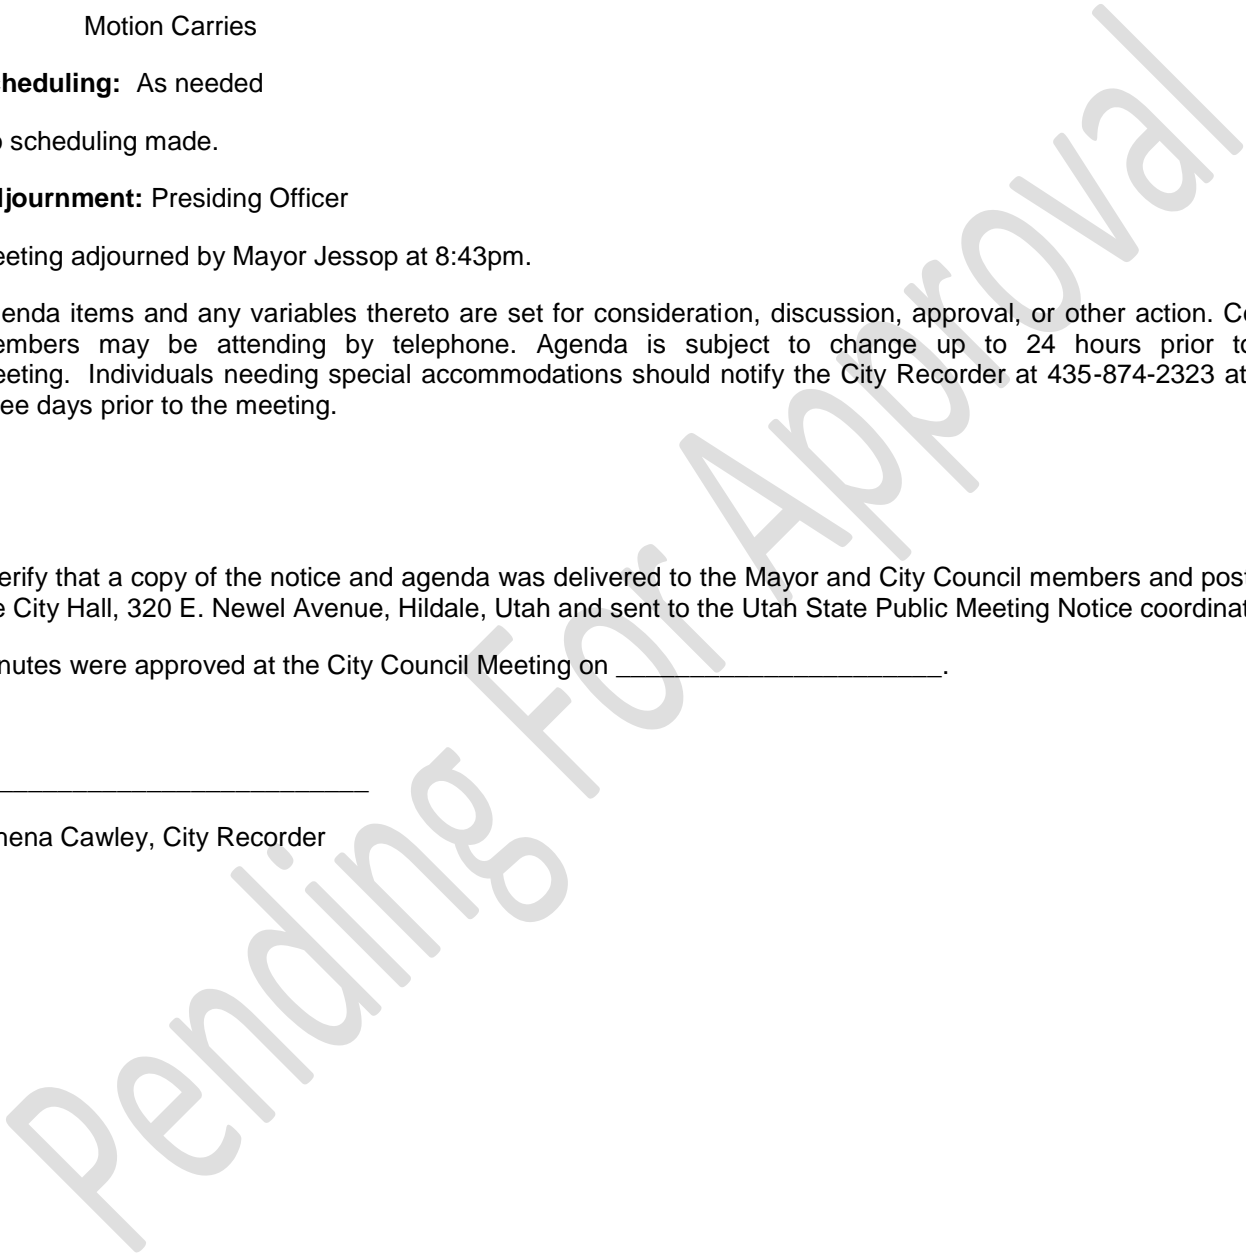 Motion Carries
heduling: As needed
scheduling made.
journment: Presiding Officer
eeting adjourned by Mayor Jessop at 8:43pm.
enda items and any variables thereto are set for consideration, discussion, approval, or other action. C
embers may be attending by telephone. Agenda is subject to change up to 24 hours prior to
eeting. Individuals needing special accommodations should notify the City Recorder at 435-874-2323 at
ee days prior to the meeting.
erify that a copy of the notice and agenda was delivered to the Mayor and City Council members and post
e City Hall, 320 E. Newel Avenue, Hildale, Utah and sent to the Utah State Public Meeting Notice coordinat
nutes were approved at the City Council Meeting on ______________________.
_________________________
ena Cawley, City Recorder
Pending For Approval